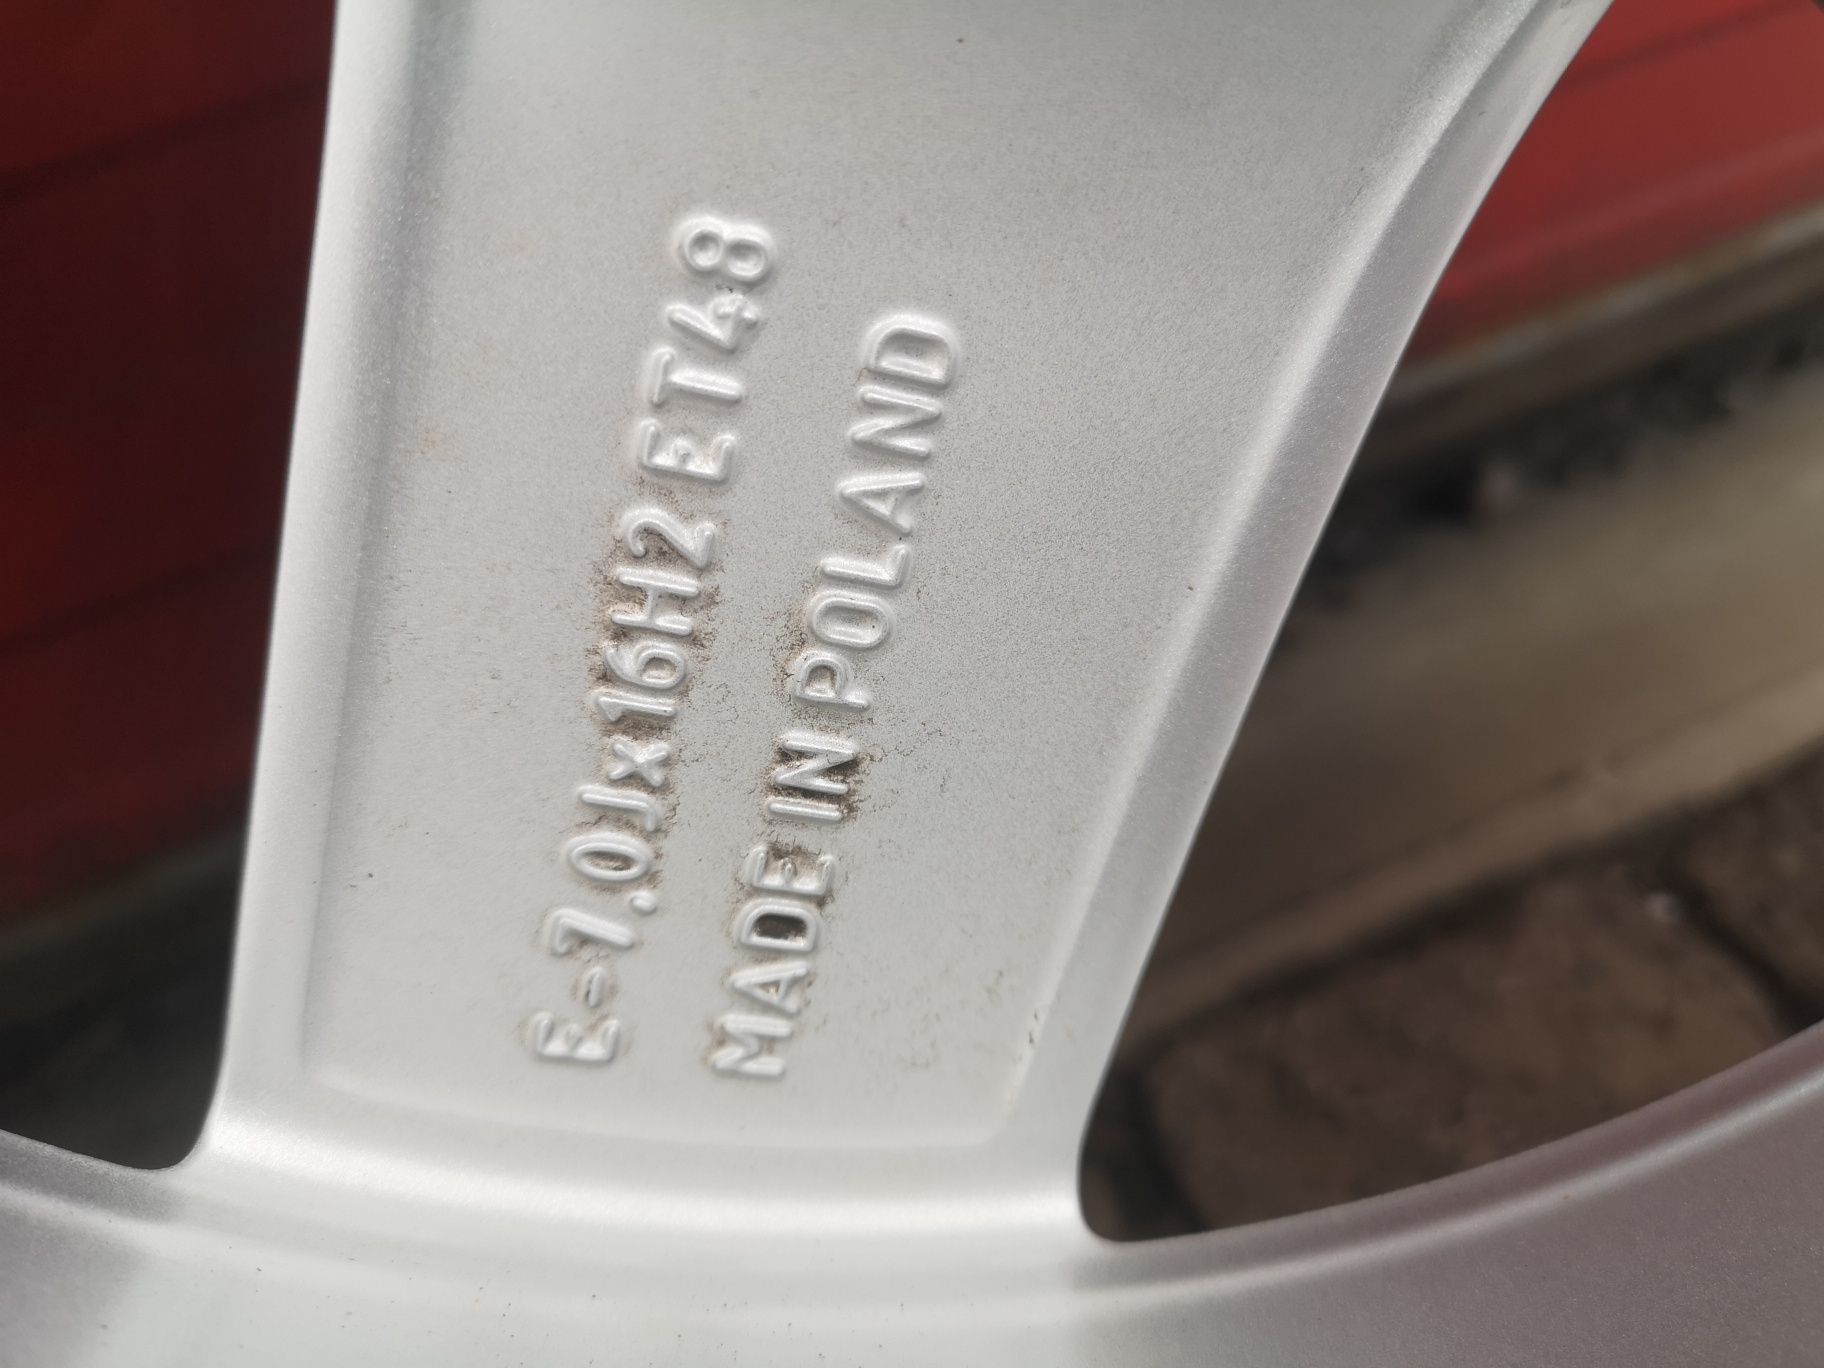 E-7.0Jx16H2 ET48
MADE IN POLAND